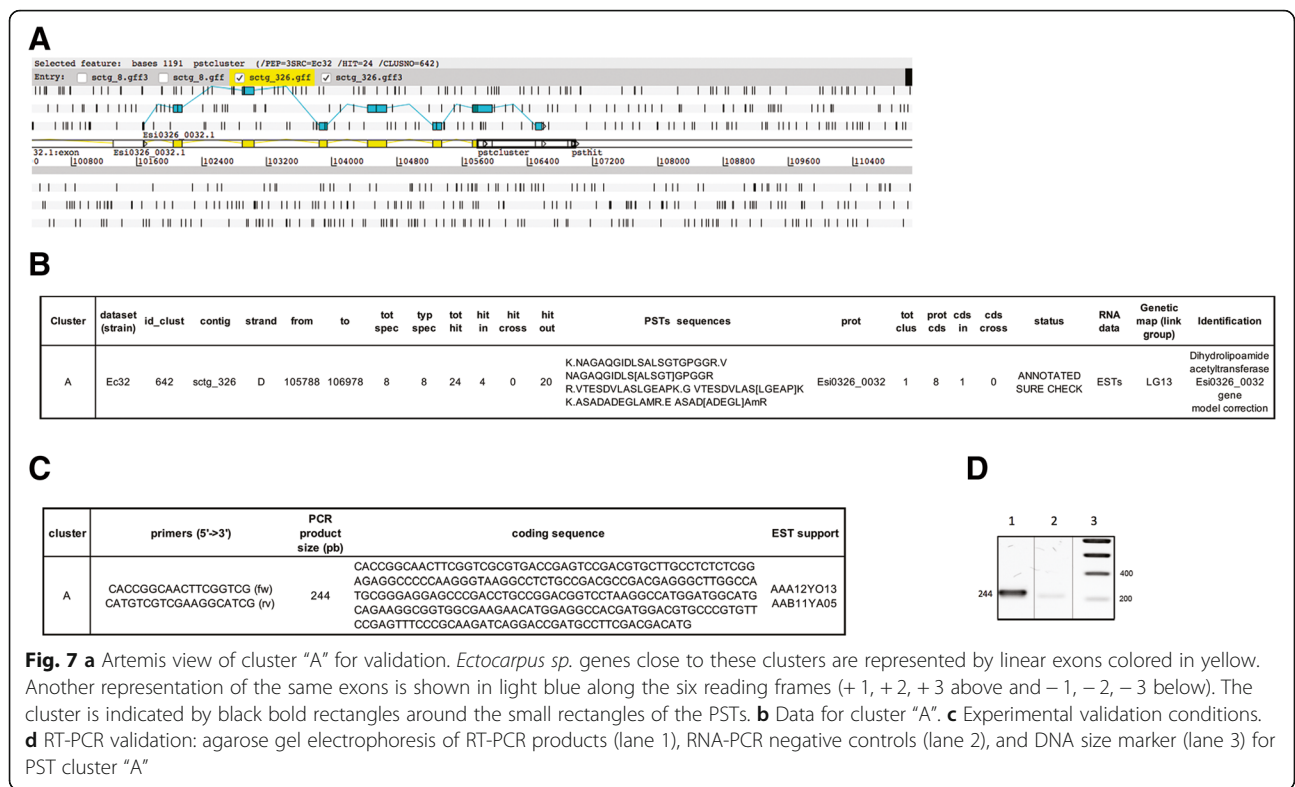 A
Selected feature: bases 1191 pstcluster (/PEP=3SRC=Ec32 /HIT=24 /CLUSNO=642)
Entry: sctg_8.gff3 sctg_8.gff sctg_326.gff sctg_326.gff3
Esi0326_0032.1
32.1:exon Esi0326_0032.1 pstcluster psthit
0 100800 101600 102400 103200 104000 104800 105600 106400 107200 108000 108800 109600 110400
B
Cluster dataset (strain) id_clust contig strand from to tot spec typ spec tot hit hit in hit cross hit out PSTs sequences prot tot clus prot cds cds in cds cross status RNA data Genetic map (link group) Identification
A Ec32 642 sctg_326 D 105788 106978 8 8 24 4 0 20
K.NAGAQGIDLSALSGTGPGGR.V
NAGAQGIDLS[ALSGT]GPGGR
R.VTESDVLASLGEAPK.G VTESDVLAS[LGEAP]K
K.ASADADEGLAMR.E ASAD[ADEGL]AmR
Esi0326_0032 1 8 1 0 ANNOTATED SURE CHECK ESTs LG13
Dihydrolipoamide
acetyltransferase
Esi0326_0032
gene
model correction
C
cluster primers (5'->3') PCR product size (pb) coding sequence EST support
A
CACCGGCAACTTCGGTCG (fw)
CATGTCGTCGAAGGCATCG (rv)
244
CACCGGCAACTTCGGTCGCGTGACCGAGTCCGACGTGCTTGCCTCTCTCGG
AGAGGCCCCCAAGGGTAAGGCCTCTGCCGACGCCGACGAGGGCTTGGCCA
TGCGGGAGGAGCCCGACCTGCCGGACGGTCCTAAGGCCATGGATGGCATG
CAGAAGGCGGTGGCGAAGAACATGGAGGCCACGATGGACGTGCCCGTGTT
CCGAGTTTCCCGCAAGATCAGGACCGATGCCTTCGACGACATG
AAA12YO13
AAB11YA05
D
1 2 3
400
244
200
Fig. 7 a Artemis view of cluster “A” for validation. Ectocarpus sp. genes close to these clusters are represented by linear exons colored in yellow.
Another representation of the same exons is shown in light blue along the six reading frames (+ 1, + 2, + 3 above and − 1, − 2, − 3 below). The
cluster is indicated by black bold rectangles around the small rectangles of the PSTs. b Data for cluster “A”. c Experimental validation conditions.
d RT-PCR validation: agarose gel electrophoresis of RT-PCR products (lane 1), RNA-PCR negative controls (lane 2), and DNA size marker (lane 3) for
PST cluster “A”